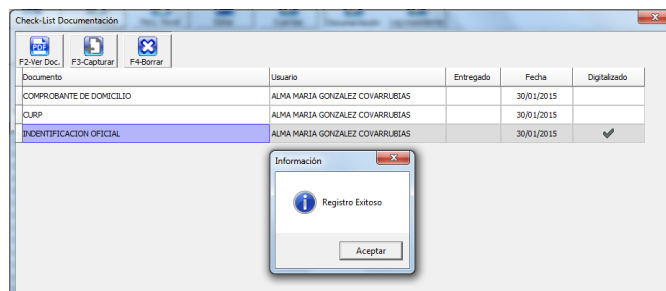 Check-List Documentación
PDF
F2-Ver Doc. F3-Capturar F4-Borrar
Documento Usuario Entregado Fecha Digitalizado
COMPROBANTE DE DOMICILIO ALMA MARIA GONZALEZ COVARRUBIAS 30/01/2015
CURP ALMA MARIA GONZALEZ COVARRUBIAS 30/01/2015
INDENTIFICACION OFICIAL ALMA MARIA GONZALEZ COVARRUBIAS 30/01/2015
Información
Registro Exitoso
Aceptar